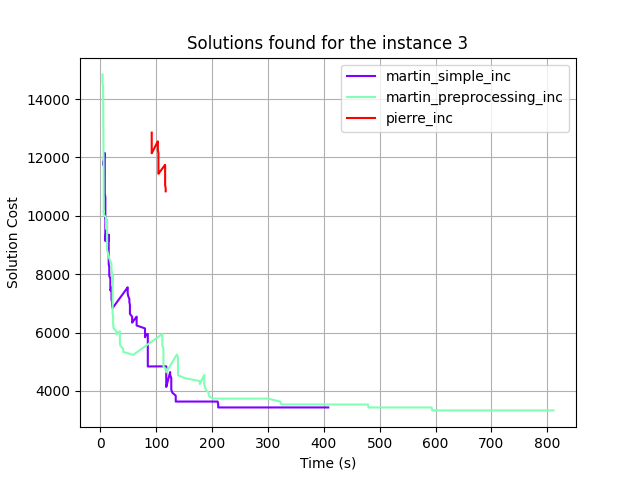 Solutions found for the instance 3
martin_simple_inc
martin_preprocessing_inc
pierre_inc
Solution Cost
14000
12000
10000
8000
6000
4000
0 100 200 300 400 500 600 700 800
Time (s)